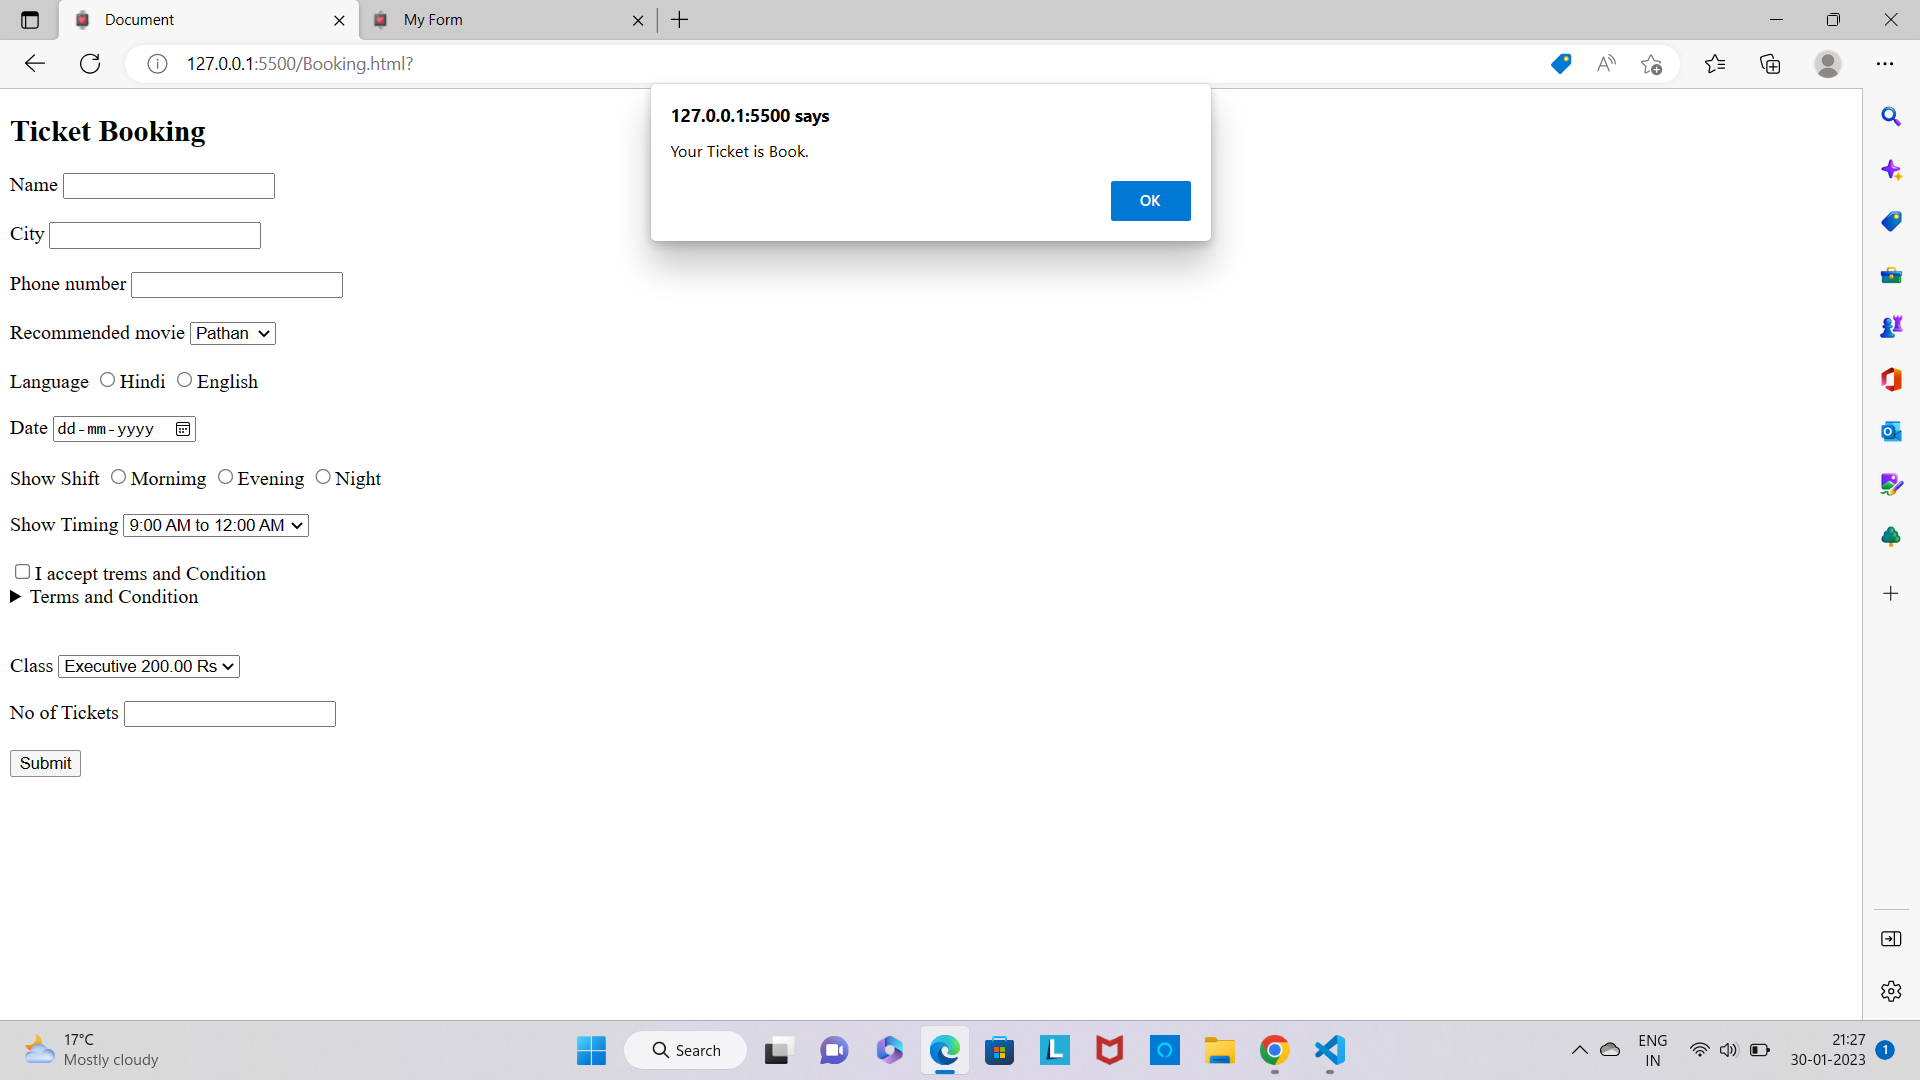 Document
My Form
127.0.0.1:5500/Booking.html?
127.0.0.1:5500 says
Your Ticket is Book.
OK
Ticket Booking
Name
City
Phone number
Recommended movie Pathan
Language Hindi English
Date dd-mm-yyyy
Show Shift Mornimg Evening Night
Show Timing 9:00 AM to 12:00 AM
I accept trems and Condition
Terms and Condition
Class Executive 200.00 Rs
No of Tickets
Submit
17°C
Mostly cloudy
Search
ENG
IN
21:27
30-01-2023
1